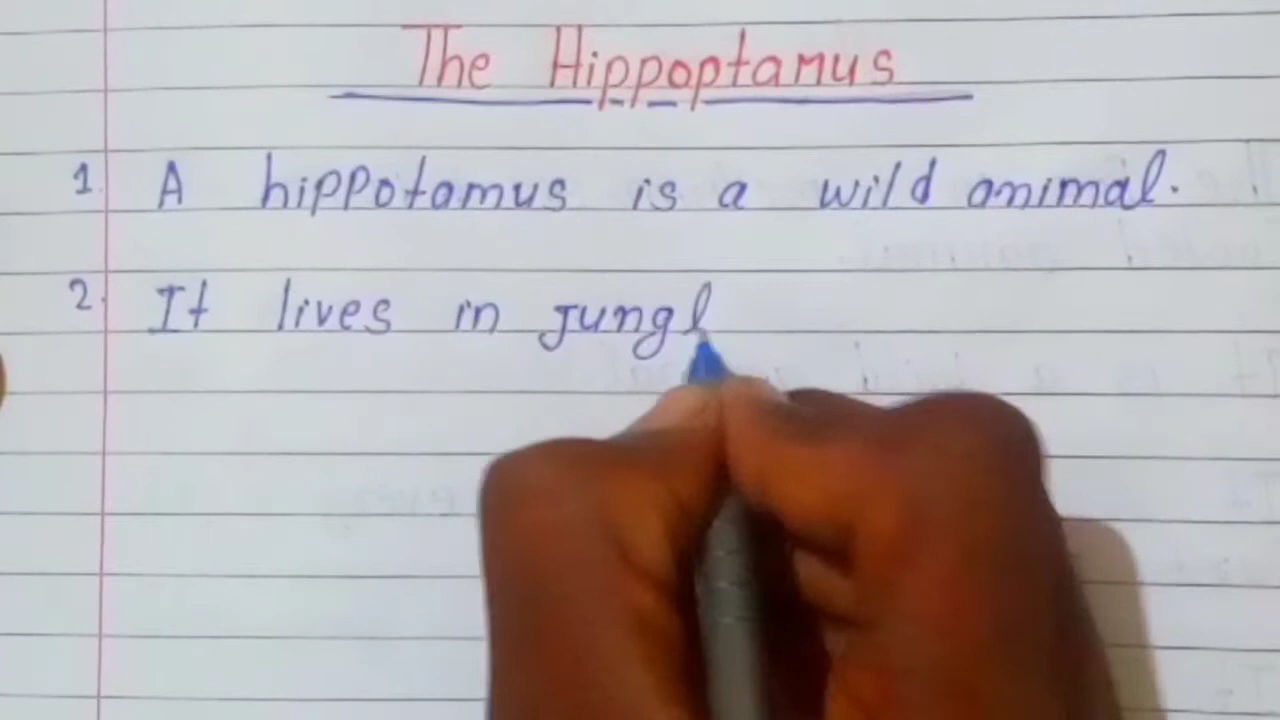 The Hippoptamus
1. A hippotamus is a wild animal.
2. It lives in Jungl